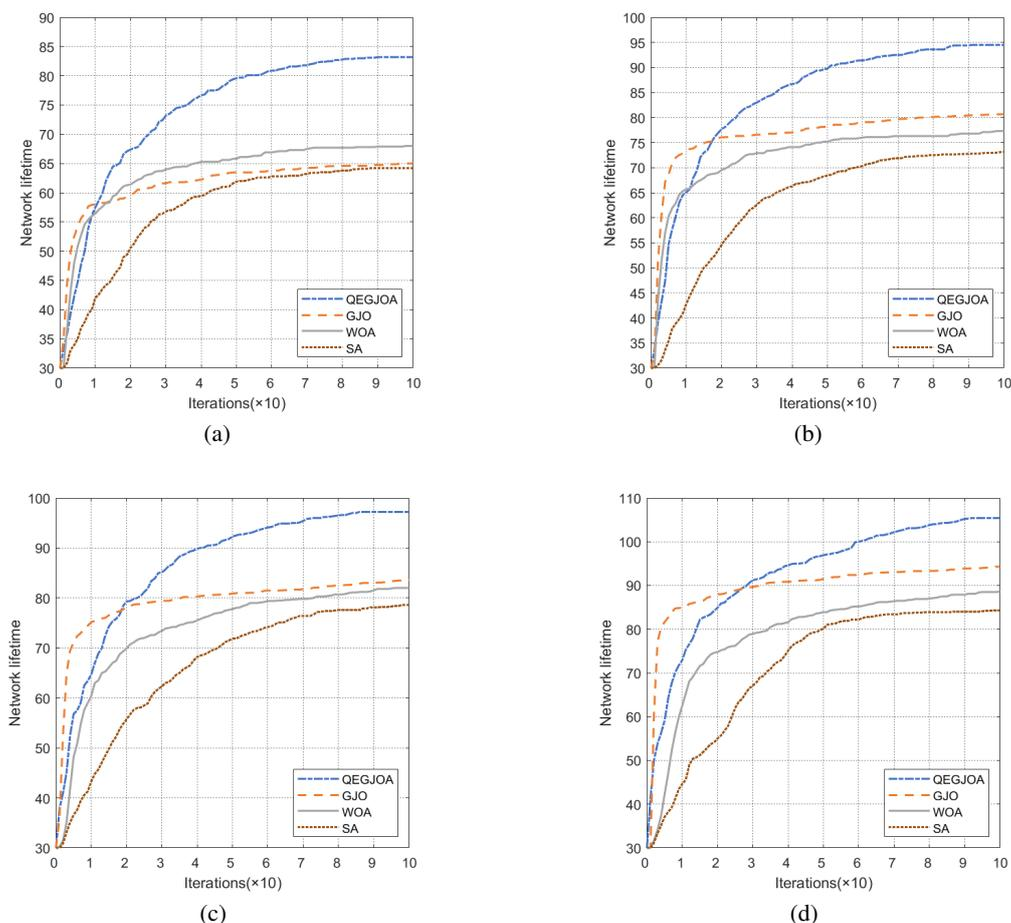 90
85
80
75
70
65
60
55
50
45
40
35
30
Network lifetime
0 1 2 3 4 5 6 7 8 9 10
Iterations(×10)
QEGJOA
GJO
WOA
SA
(a)
100
95
90
85
80
75
70
65
60
55
50
45
40
35
30
Network lifetime
0 1 2 3 4 5 6 7 8 9 10
Iterations(×10)
QEGJOA
GJO
WOA
SA
(b)
100
90
80
70
60
50
40
30
Network lifetime
0 1 2 3 4 5 6 7 8 9 10
Iterations(×10)
QEGJOA
GJO
WOA
SA
(c)
110
100
90
80
70
60
50
40
30
Network lifetime
0 1 2 3 4 5 6 7 8 9 10
Iterations(×10)
QEGJOA
GJO
WOA
SA
(d)